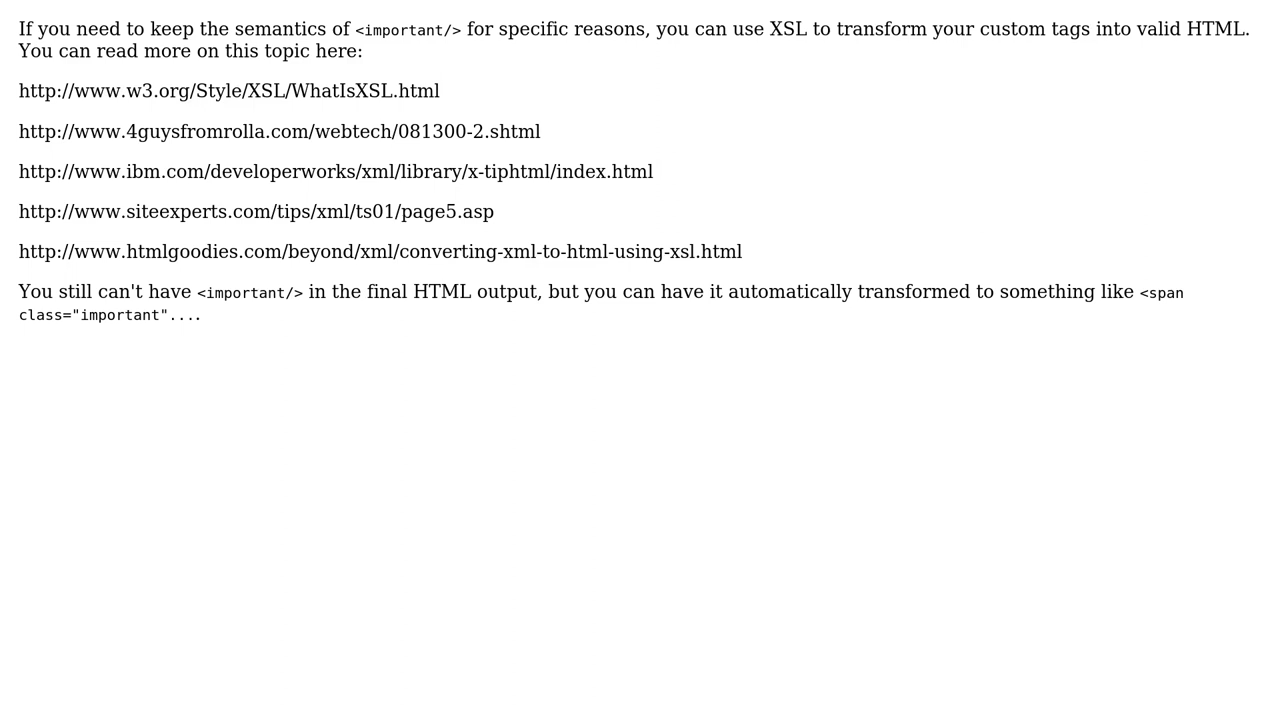 If you need to keep the semantics of <important/> for specific reasons, you can use XSL to transform your custom tags into valid HTML.
You can read more on this topic here:
http://www.w3.org/Style/XSL/WhatIsXSL.html
http://www.4guysfromrolla.com/webtech/081300-2.shtml
http://www.ibm.com/developerworks/xml/library/x-tiphtml/index.html
http://www.siteexperts.com/tips/xml/ts01/page5.asp
http://www.htmlgoodies.com/beyond/xml/converting-xml-to-html-using-xsl.html
You still can't have <important/> in the final HTML output, but you can have it automatically transformed to something like <span
class="important"....